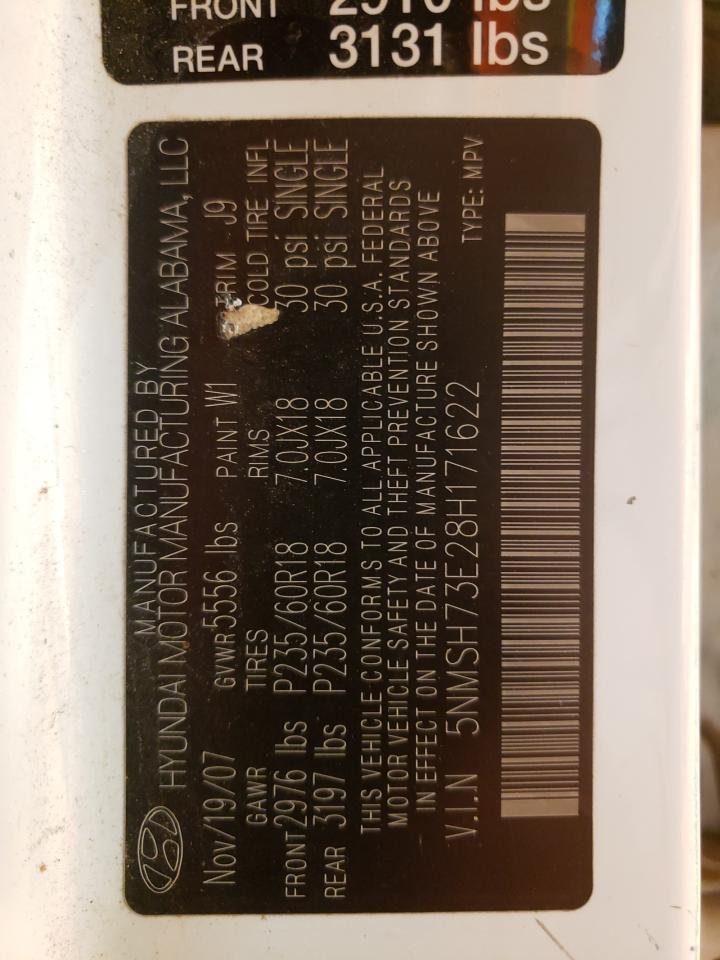 FRONT
REAR 3131 lbs
MANUFACTURED BY
HYUNDAI MOTOR MANUFACTURING ALABAMA, LLC
Nov/19/07 GVWR 5556 lbs PAINT W1 TRIM J9
GAWR TIRES RIMS COLD TIRE INFL
FRONT 2976 lbs P235/60R18 7.0JX18 30 psi SINGLE
REAR 3197 lbs P235/60R18 7.0JX18 30 psi SINGLE
THIS VEHICLE CONFORMS TO ALL APPLICABLE U.S.A. FEDERAL
MOTOR VEHICLE SAFETY AND THEFT PREVENTION STANDARDS
IN EFFECT ON THE DATE OF MANUFACTURE SHOWN ABOVE
V.I.N 5NMSH73E28H171622 TYPE: MPV